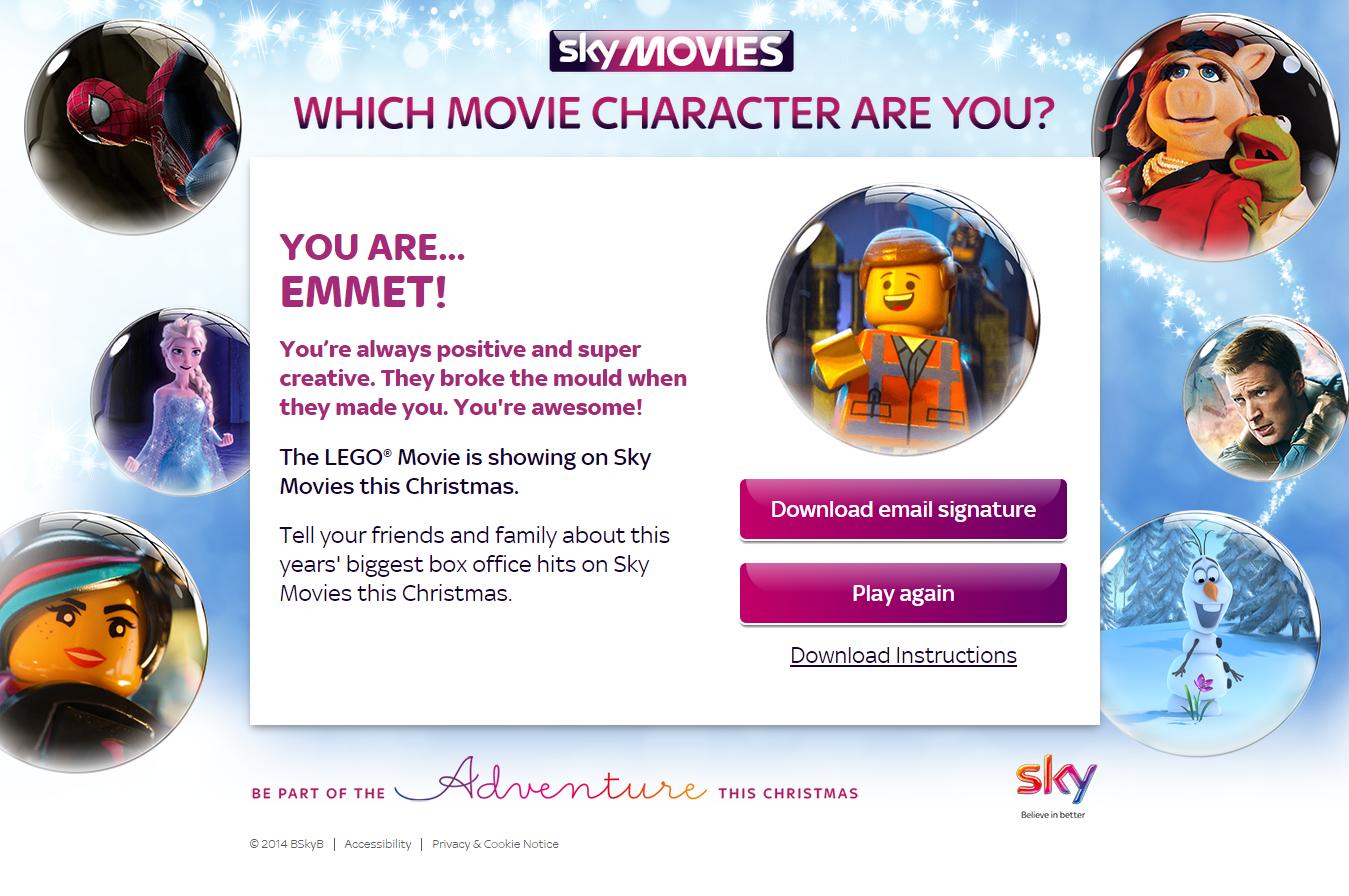 sky MOVIES
WHICH MOVIE CHARACTER ARE YOU?
YOU ARE...
EMMET!
You’re always positive and super
creative. They broke the mould when
they made you. You're awesome!
The LEGO® Movie is showing on Sky
Movies this Christmas.
Tell your friends and family about this
years' biggest box office hits on Sky
Movies this Christmas.
Download email signature
Play again
Download Instructions
BE PART OF THE Adventure THIS CHRISTMAS
sky
Believe in better
© 2014 BSkyB | Accessibility | Privacy & Cookie Notice